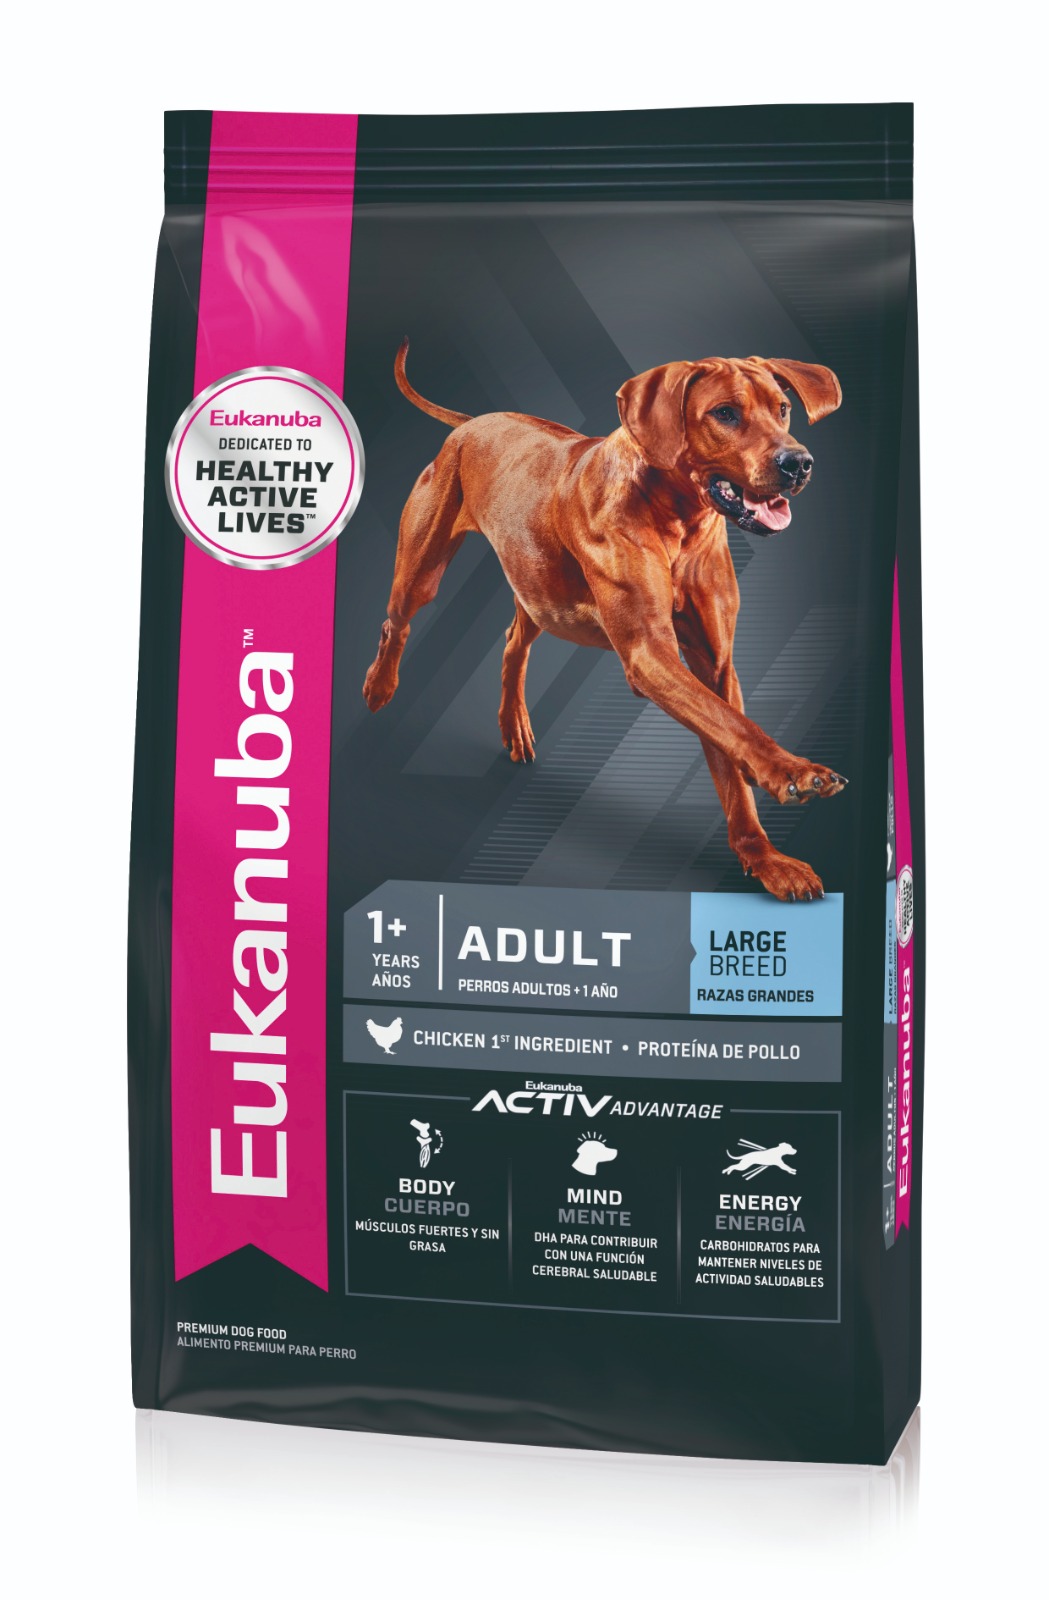 Eukanuba
DEDICATED TO
HEALTHY
ACTIVE
LIVES™
Eukanuba™
1+
YEARS
AÑOS
ADULT
PERROS ADULTOS + 1 AÑO
LARGE
BREED
RAZAS GRANDES
CHICKEN 1ST INGREDIENT • PROTEÍNA DE POLLO
Eukanuba
ACTIV ADVANTAGE
BODY
CUERPO
MÚSCULOS FUERTES Y SIN
GRASA
MIND
MENTE
DHA PARA CONTRIBUIR
CON UNA FUNCIÓN
CEREBRAL SALUDABLE
ENERGY
ENERGÍA
CARBOHIDRATOS PARA
MANTENER NIVELES DE
ACTIVIDAD SALUDABLES
PREMIUM DOG FOOD
ALIMENTO PREMIUM PARA PERRO
Eukanuba
ADULT
LARGE BREED